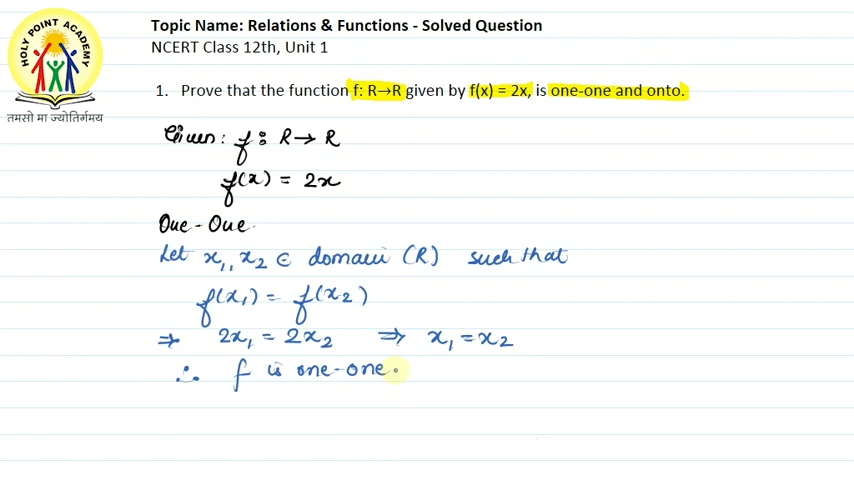 HOLY POINT ACADEMY
तमसो मा ज्योतिर्गमय
Topic Name: Relations & Functions - Solved Question
NCERT Class 12th, Unit 1
1. Prove that the function f: R→R given by f(x) = 2x, is one-one and onto.
Given: f : R → R
f(x) = 2x
One-One.
Let x₁, x₂ ∈ domain (R) such that
f(x₁) = f(x₂)
⇒ 2x₁ = 2x₂ ⇒ x₁ = x₂
∴ f is one-one.